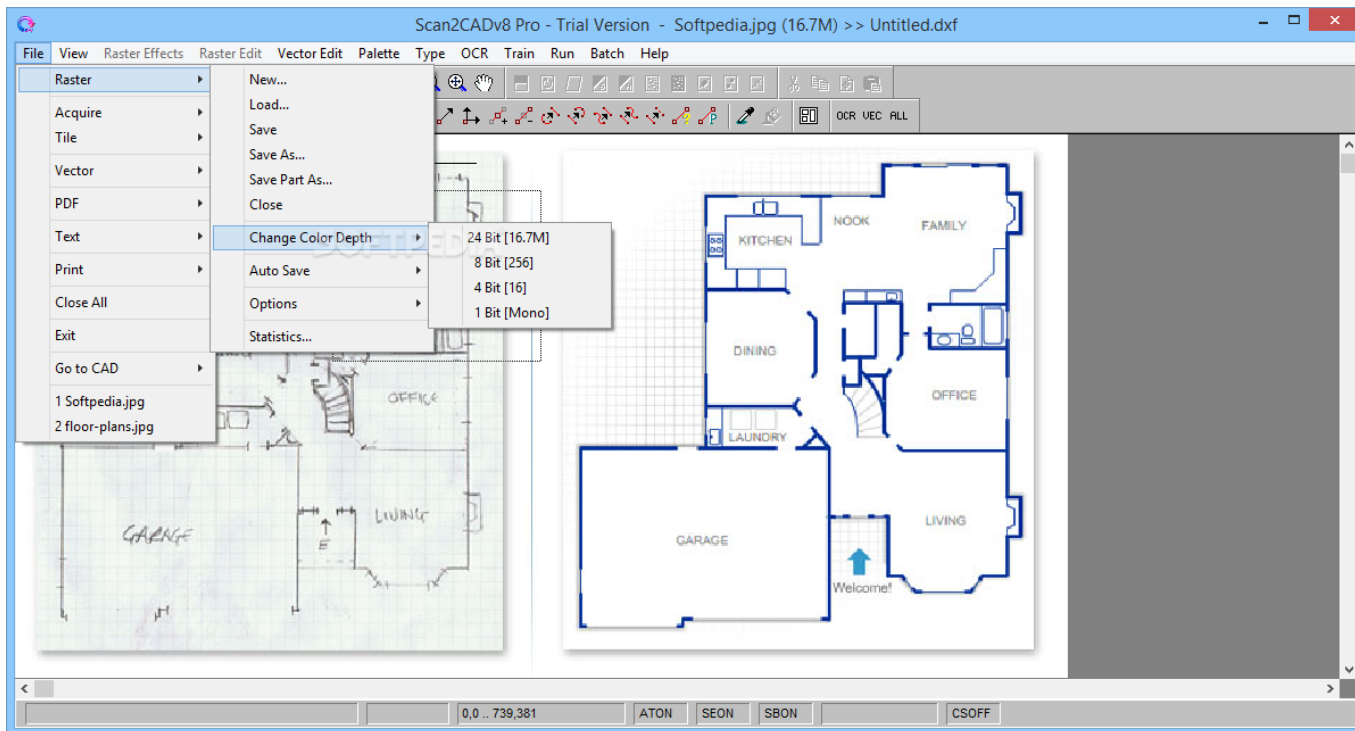 Scan2CADv8 Pro - Trial Version - Softpedia.jpg (16.7M) >> Untitled.dxf
File View Raster Effects Raster Edit Vector Edit Palette Type OCR Train Run Batch Help
Raster
Acquire
Tile
Vector
PDF
Text
Print
Close All
Exit
Go to CAD
1 Softpedia.jpg
2 floor-plans.jpg
New...
Load...
Save
Save As...
Save Part As...
Close
Change Color Depth
Auto Save
Options
Statistics...
24 Bit [16.7M]
8 Bit [256]
4 Bit [16]
1 Bit [Mono]
SOFTPEDIA
OCR VEC ALL
OFFICE
GARAGE
LIVING
E
NOOK
FAMILY
KITCHEN
DINING
OFFICE
LAUNDRY
LIVING
GARAGE
Welcome!
0,0 .. 739,381 ATON SEON SBON CSOFF